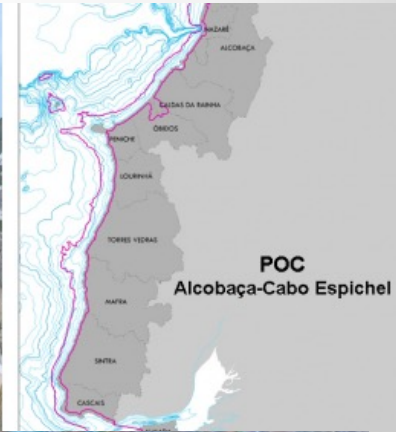 NAZARÉ
ALCOBAÇA
CALDAS DA RAINHA
ÓBIDOS
PENICHE
LOURINHÃ
TORRES VEDRAS
POC
Alcobaça-Cabo Espichel
MAFRA
SINTRA
CASCAIS